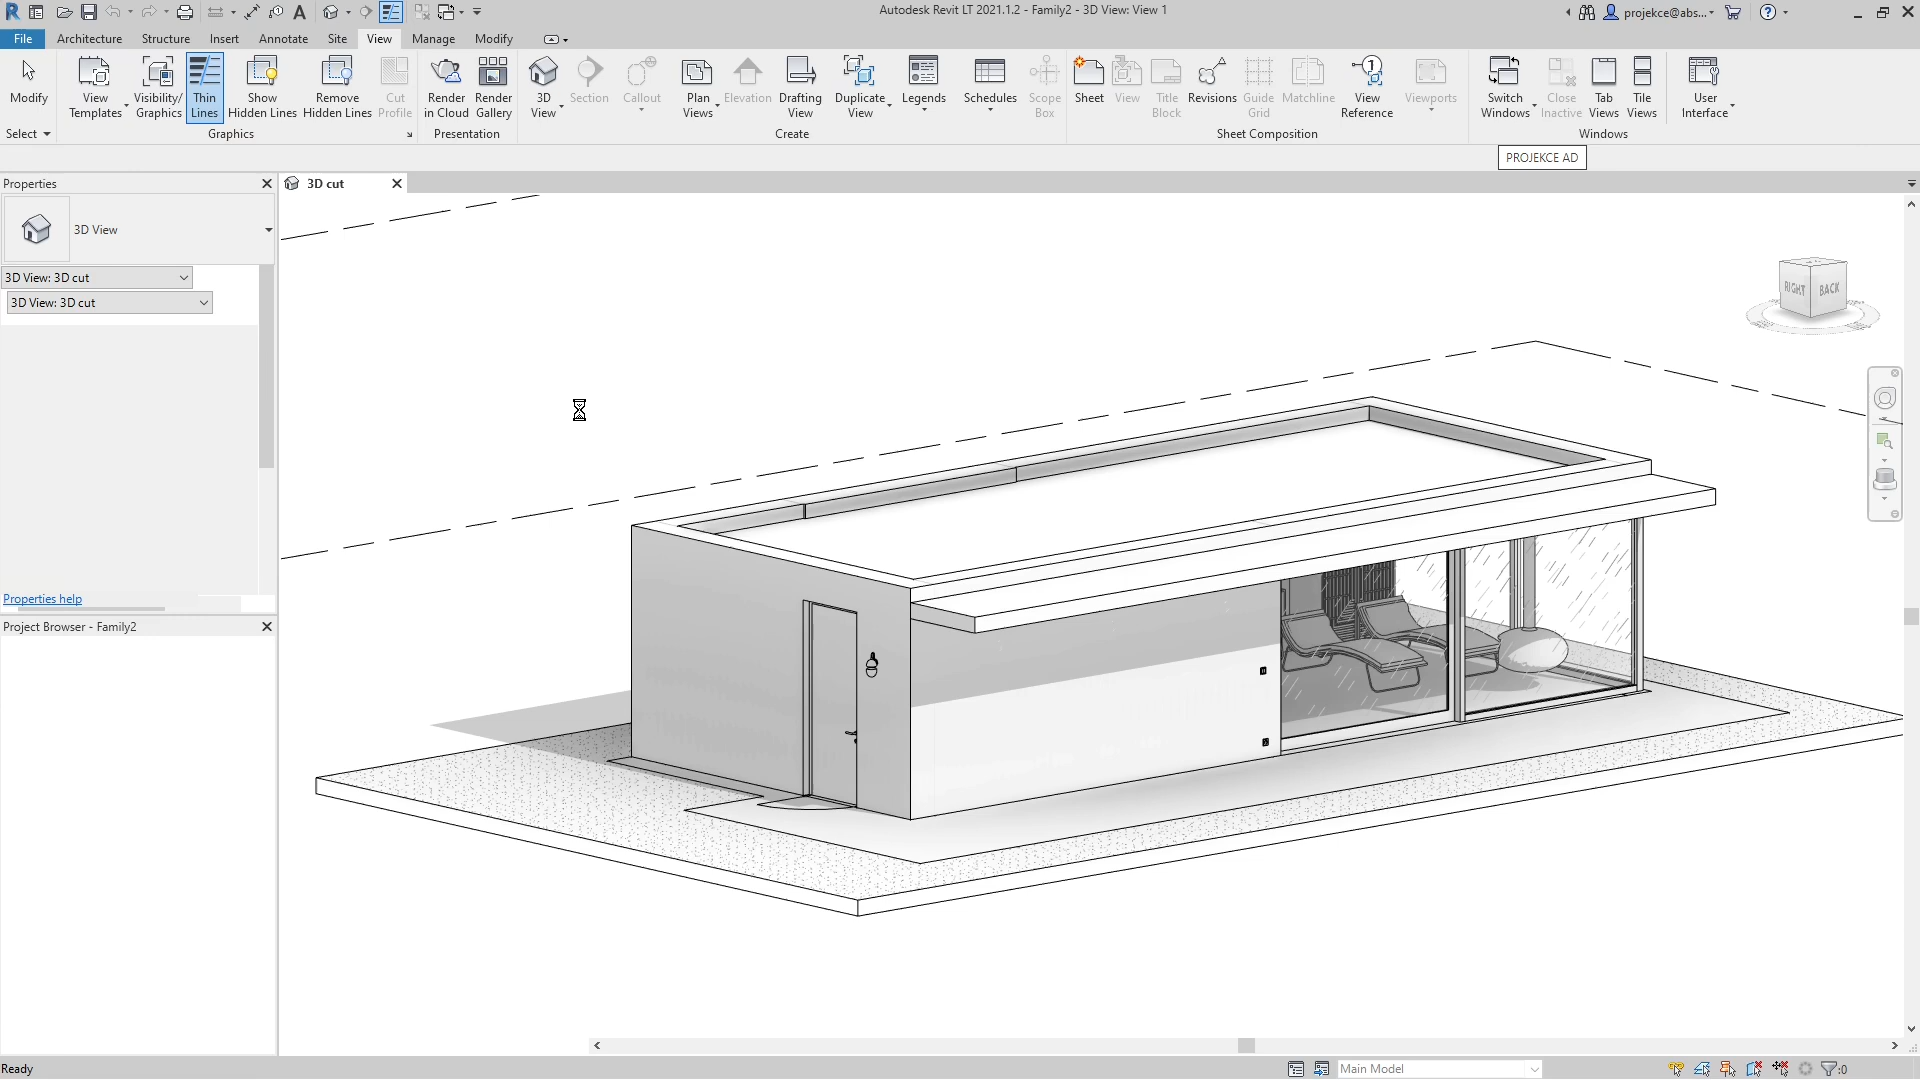 Autodesk Revit LT 2021.1.2 - Family2 - 3D View: View 1
projekce@abs...
File Architecture Structure Insert Annotate Site View Manage Modify
Modify
View Templates
Visibility/ Graphics
Thin Lines
Show Hidden Lines
Remove Hidden Lines
Cut Profile
Render in Cloud
Render Gallery
3D View
Section
Callout
Plan Views
Elevation
Drafting View
Duplicate View
Legends
Schedules
Scope Box
Sheet
View
Title Block
Revisions
Guide Grid
Matchline
View Reference
Viewports
Switch Windows
Close Inactive
Tab Views
Tile Views
User Interface
Select Graphics Presentation Create Sheet Composition Windows
PROJEKCE AD
Properties
3D cut
3D View
3D View: 3D cut
3D View: 3D cut
RIGHT BACK
Properties help
Project Browser - Family2
Ready
Main Model
:0